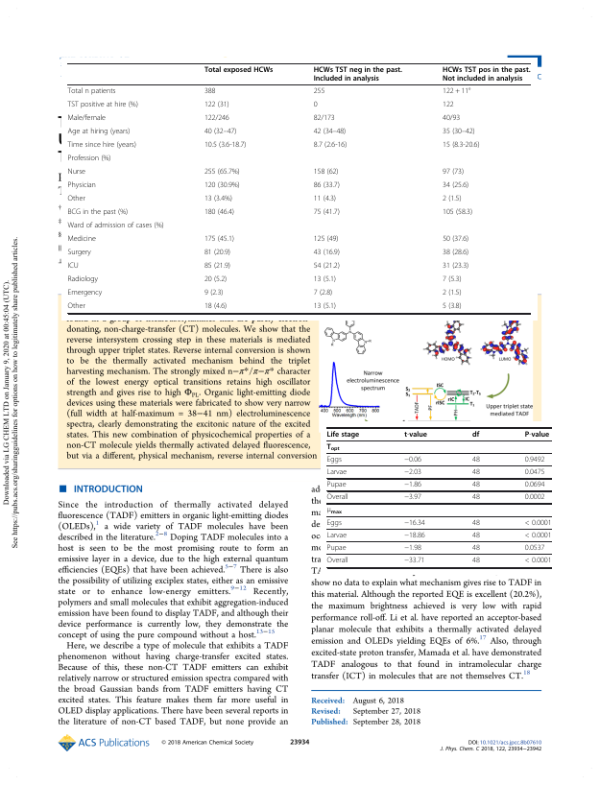 Downloaded via LG CHEM LTD on January 9, 2020 at 00:45:04 (UTC).
See https://pubs.acs.org/sharingguidelines for options on how to legitimately share published articles.
Total exposed HCWs HCWs TST neg in the past. Included in analysis HCWs TST pos in the past. Not included in analysis
Total n patients 388 255 122 + 11a
TST positive at hire (%) 122 (31) 0 122
Male/female 122/246 82/173 40/93
Age at hiring (years) 40 (32–47) 42 (34–48) 35 (30–42)
Time since hire (years) 10.5 (3.6-18.7) 8.7 (2.6-16) 15 (8.3-20.6)
Profession (%)
Nurse 255 (65.7%) 158 (62) 97 (73)
Physician 120 (30.9%) 86 (33.7) 34 (25.6)
Other 13 (3.4%) 11 (4.3) 2 (1.5)
BCG in the past (%) 180 (46.4) 75 (41.7) 105 (58.3)
Ward of admission of cases (%)
Medicine 175 (45.1) 125 (49) 50 (37.6)
Surgery 81 (20.9) 43 (16.9) 38 (28.6)
ICU 85 (21.9) 54 (21.2) 31 (23.3)
Radiology 20 (5.2) 13 (5.1) 7 (5.3)
Emergency 9 (2.3) 7 (2.8) 2 (1.5)
Other 18 (4.6) 13 (5.1) 5 (3.8)
donating, non-charge-transfer (CT) molecules. We show that the
reverse intersystem crossing step in these materials is mediated
through upper triplet states. Reverse internal conversion is shown
to be the thermally activated mechanism behind the triplet
harvesting mechanism. The strongly mixed n−π*/π−π* character
of the lowest energy optical transitions retains high oscillator
strength and gives rise to high ΦPL. Organic light-emitting diode
devices using these materials were fabricated to show very narrow
(full width at half-maximum = 38−41 nm) electroluminescence
spectra, clearly demonstrating the excitonic nature of the excited
states. This new combination of physicochemical properties of a
non-CT molecule yields thermally activated delayed fluorescence,
but via a different, physical mechanism, reverse internal conversion
HOMO LUMO
Narrow
electroluminescence
spectrum
400 500 600 700 800
Wavelength (nm)
Upper triplet state
mediated TADF
Life stage t-value df P-value
Topt
Eggs −0.06 48 0.9492
Larvae −2.03 48 0.0475
Pupae −1.86 48 0.0694
Overall −3.97 48 0.0002
μmax
Eggs −16.34 48 < 0.0001
Larvae −18.86 48 < 0.0001
Pupae −1.98 48 0.0537
Overall −33.71 48 < 0.0001
■ INTRODUCTION
Since the introduction of thermally activated delayed
fluorescence (TADF) emitters in organic light-emitting diodes
(OLEDs),1 a wide variety of TADF molecules have been
described in the literature.2−6 Doping TADF molecules into a
host is seen to be the most promising route to form an
emissive layer in a device, due to the high external quantum
efficiencies (EQEs) that have been achieved.5−7 There is also
the possibility of utilizing exciplex states, either as an emissive
state or to enhance low-energy emitters.9−12 Recently,
polymers and small molecules that exhibit aggregation-induced
emission have been found to display TADF, and although their
device performance is currently low, they demonstrate the
concept of using the pure compound without a host.13−15
Here, we describe a type of molecule that exhibits a TADF
phenomenon without having charge-transfer excited states.
Because of this, these non-CT TADF emitters can exhibit
relatively narrow or structured emission spectra compared with
the broad Gaussian bands from TADF emitters having CT
excited states. This feature makes them far more useful in
OLED display applications. There have been several reports in
the literature of non-CT based TADF, but none provide an
show no data to explain what mechanism gives rise to TADF in
this material. Although the reported EQE is excellent (20.2%),
the maximum brightness achieved is very low with rapid
performance roll-off. Li et al. have reported an acceptor-based
planar molecule that exhibits a thermally activated delayed
emission and OLEDs yielding EQEs of 6%.17 Also, through
excited-state proton transfer, Mamada et al. have demonstrated
TADF analogous to that found in intramolecular charge
transfer (ICT) in molecules that are not themselves CT.18
Received: August 6, 2018
Revised: September 27, 2018
Published: September 28, 2018
ACS Publications © 2018 American Chemical Society 23934 DOI: 10.1021/acs.jpcc.8b07610
J. Phys. Chem. C 2018, 122, 23934−23942